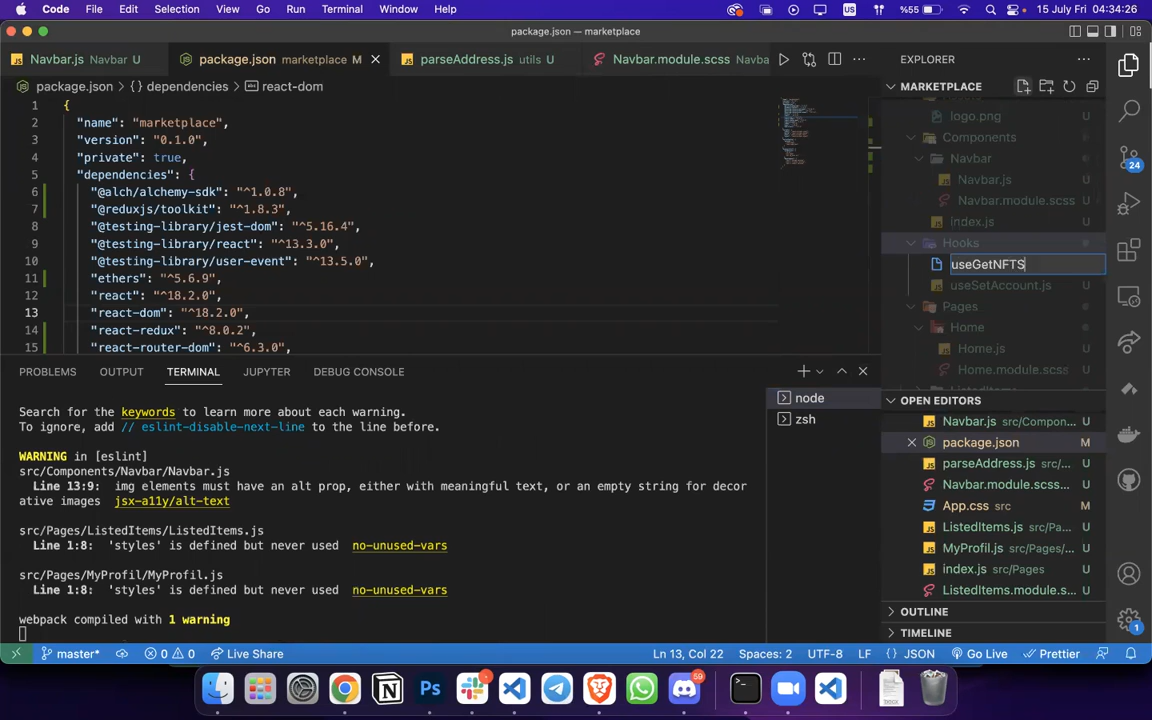 Code File Edit Selection View Go Run Terminal Window Help %55 US 15 July Fri 04:34:26
package.json — marketplace
Navbar.js Navbar U package.json marketplace M parseAddress.js utils U Navbar.module.scss Navba EXPLORER
package.json > { } dependencies > react-dom MARKETPLACE
1 {
2 "name": "marketplace",
3 "version": "0.1.0",
4 "private": true,
5 "dependencies": {
6 "@alch/alchemy-sdk": "^1.0.8",
7 "@reduxjs/toolkit": "^1.8.3",
8 "@testing-library/jest-dom": "^5.16.4",
9 "@testing-library/react": "^13.3.0",
10 "@testing-library/user-event": "^13.5.0",
11 "ethers": "^5.6.9",
12 "react": "^18.2.0",
13 "react-dom": "^18.2.0",
14 "react-redux": "^8.0.2",
15 "react-router-dom": "^6.3.0",
logo.png U
Components
Navbar
Navbar.js U
Navbar.module.scss U
index.js U
Hooks
useGetNFTS
useSetAccount.js U
Pages
Home
Home.js U
Home.module.scss U
OPEN EDITORS
Navbar.js src/Compon... U
package.json M
parseAddress.js src/... U
Navbar.module.scss... U
App.css src M
ListedItems.js src/Pa... U
MyProfil.js src/Pages/... U
index.js src/Pages U
ListedItems.module.s... U
OUTLINE
TIMELINE
24
1
PROBLEMS OUTPUT TERMINAL JUPYTER DEBUG CONSOLE
node
zsh
Search for the keywords to learn more about each warning.
To ignore, add // eslint-disable-next-line to the line before.
WARNING in [eslint]
src/Components/Navbar/Navbar.js
Line 13:9: img elements must have an alt prop, either with meaningful text, or an empty string for decor
ative images jsx-a11y/alt-text
src/Pages/ListedItems/ListedItems.js
Line 1:8: 'styles' is defined but never used no-unused-vars
src/Pages/MyProfil/MyProfil.js
Line 1:8: 'styles' is defined but never used no-unused-vars
webpack compiled with 1 warning
master* 0 0 Live Share Ln 13, Col 22 Spaces: 2 UTF-8 LF { } JSON Go Live Prettier
Ps 59